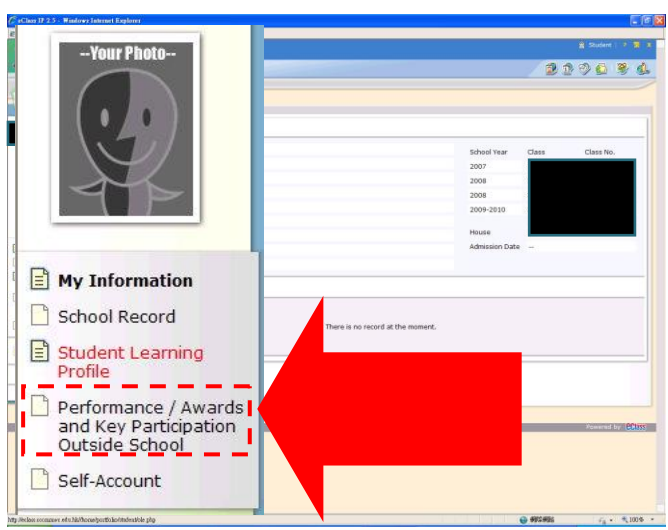 eClass IP 2.5 - Windows Internet Explorer
Student
--Your Photo--
School Year Class Class No.
2007
2008
2008
2009-2010
House
Admission Date --
My Information
School Record
There is no record at the moment.
Student Learning
Profile
Performance / Awards
and Key Participation
Outside School
Powered by eClass
Self-Account
100%